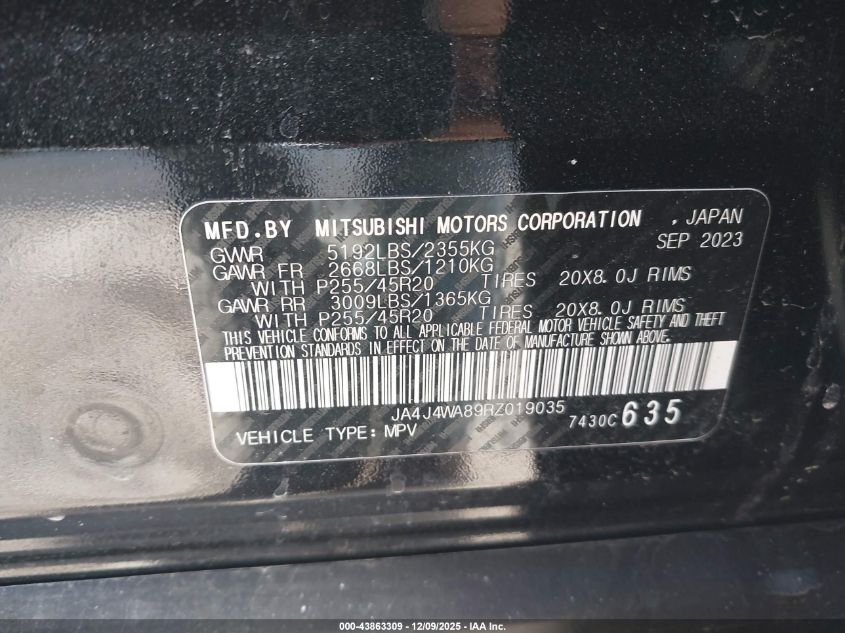 MFD.BY MITSUBISHI MOTORS CORPORATION , JAPAN
GVWR 5192LBS/2355KG SEP 2023
GAWR FR 2668LBS/1210KG
WITH P255/45R20 TIRES 20X8.0J RIMS
GAWR RR 3009LBS/1365KG
WITH P255/45R20 TIRES 20X8.0J RIMS
THIS VEHICLE CONFORMS TO ALL APPLICABLE FEDERAL MOTOR VEHICLE SAFETY AND THEFT
PREVENTION STANDARDS IN EFFECT ON THE DATE OF MANUFACTURE SHOWN ABOVE.
JA4J4WA89RZ019035
VEHICLE TYPE: MPV 7430C 635
000-43863309 - 12/09/2025 - IAA Inc.